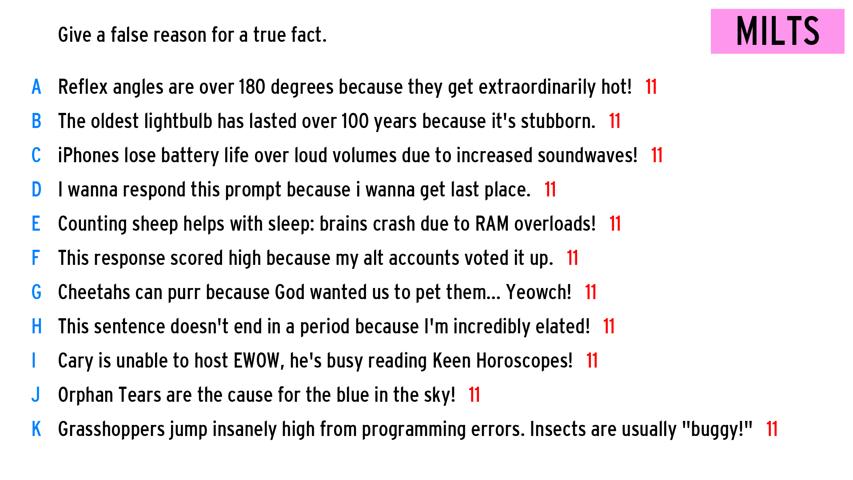 Give a false reason for a true fact.
MILTS
A Reflex angles are over 180 degrees because they get extraordinarily hot! 11
B The oldest lightbulb has lasted over 100 years because it's stubborn. 11
C iPhones lose battery life over loud volumes due to increased soundwaves! 11
D I wanna respond this prompt because i wanna get last place. 11
E Counting sheep helps with sleep: brains crash due to RAM overloads! 11
F This response scored high because my alt accounts voted it up. 11
G Cheetahs can purr because God wanted us to pet them... Yeowch! 11
H This sentence doesn't end in a period because I'm incredibly elated! 11
I Cary is unable to host EWOW, he's busy reading Keen Horoscopes! 11
J Orphan Tears are the cause for the blue in the sky! 11
K Grasshoppers jump insanely high from programming errors. Insects are usually "buggy!" 11